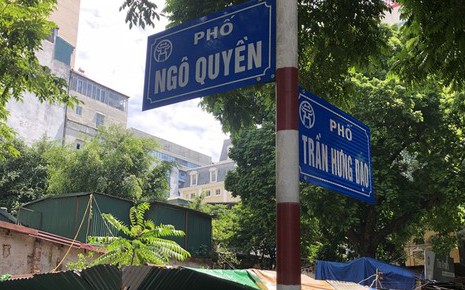 PHỐ
NGÔ QUYỀN
PHỐ
TRẦN HƯNG ĐẠO